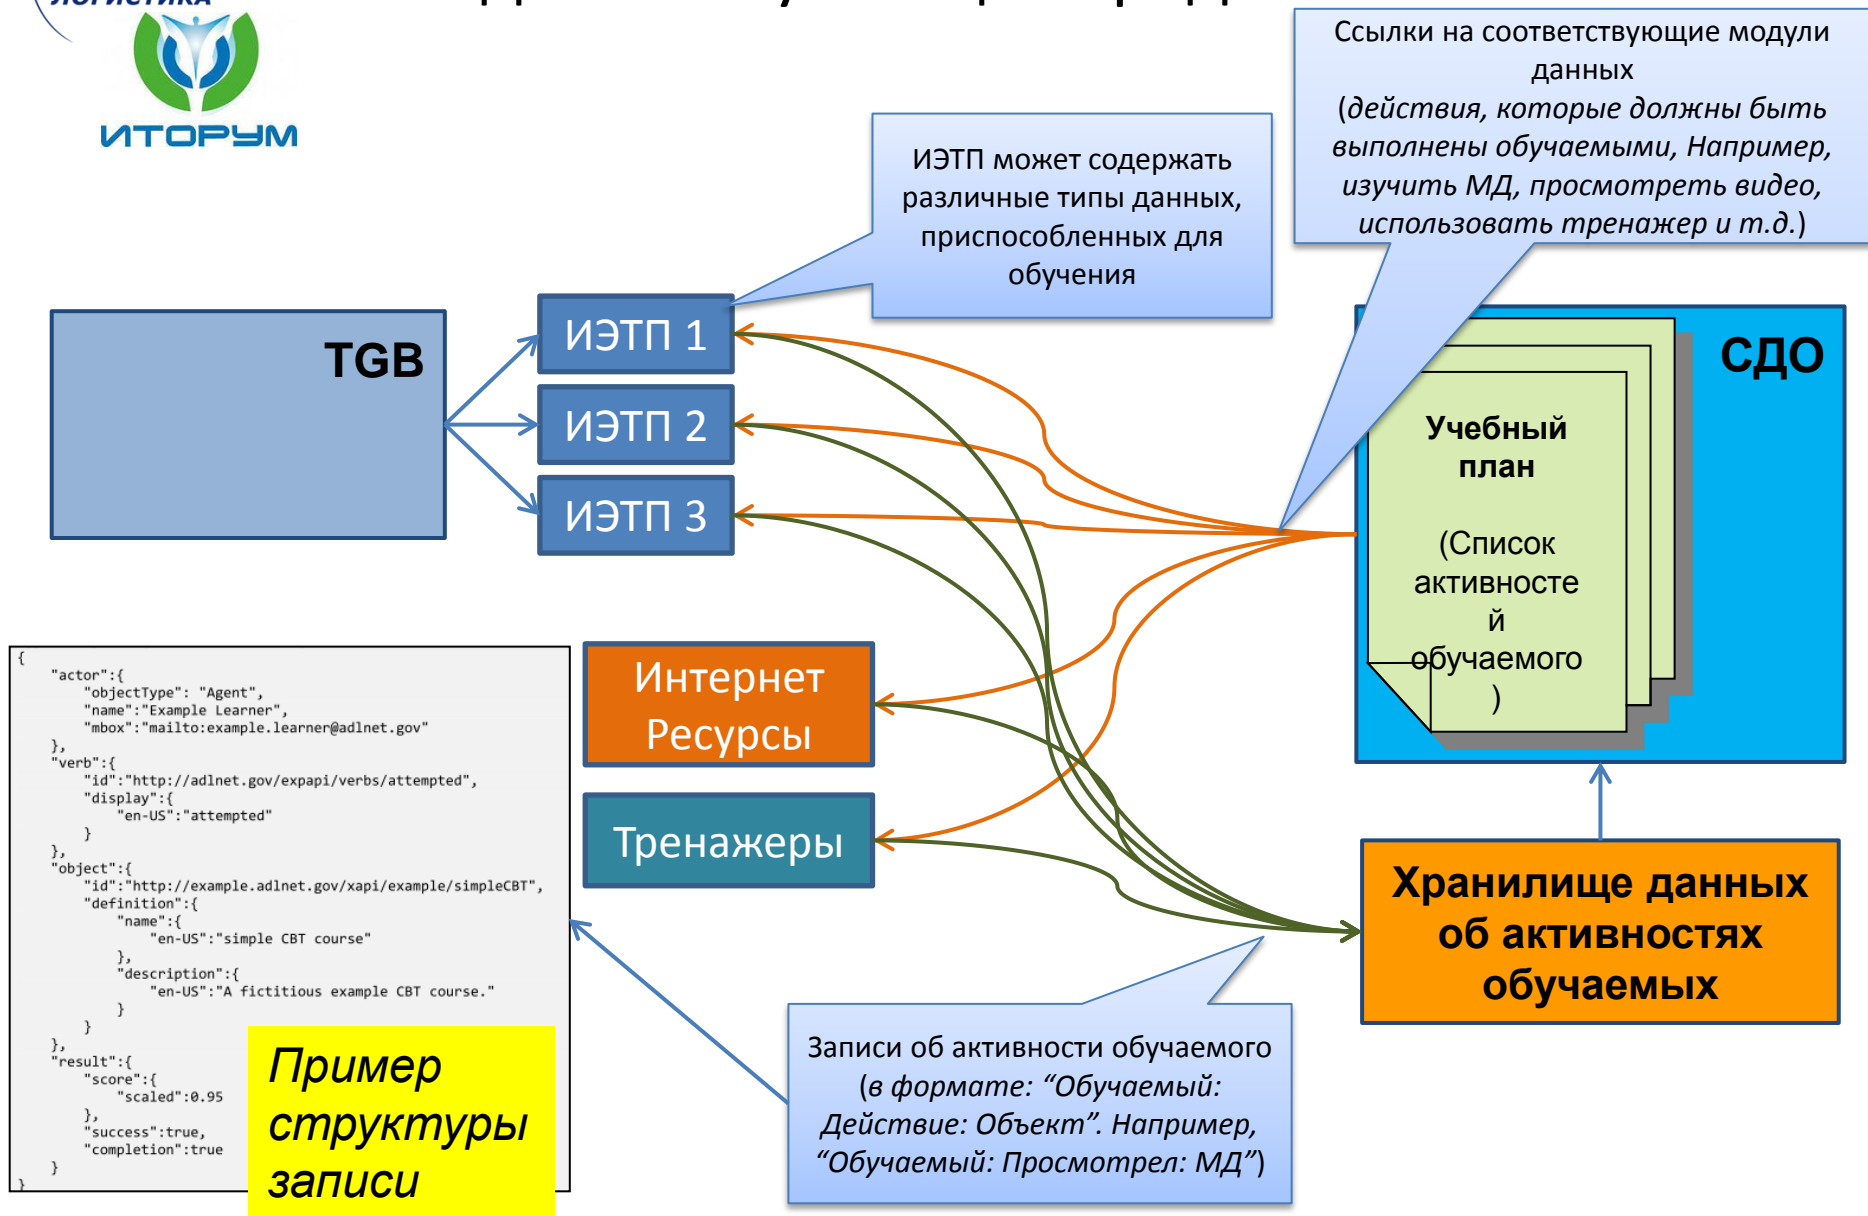 ЛОГИСТИКА
ИТОРУМ
Ссылки на соответствующие модули
данных
(действия, которые должны быть
выполнены обучаемыми, Например,
изучить МД, просмотреть видео,
использовать тренажер и т.д.)
ИЭТП может содержать
различные типы данных,
приспособленных для
обучения
TGB
ИЭТП 1
ИЭТП 2
ИЭТП 3
СДО
Учебный
план
(Список
активносте
й
обучаемого
)
Интернет
Ресурсы
Тренажеры
Хранилище данных
об активностях
обучаемых
Записи об активности обучаемого
(в формате: “Обучаемый:
Действие: Объект”. Например,
“Обучаемый: Просмотрел: МД”)
{
"actor":{
"objectType": "Agent",
"name":"Example Learner",
"mbox":"mailto:example.learner@adlnet.gov"
},
"verb":{
"id":"http://adlnet.gov/expapi/verbs/attempted",
"display":{
"en-US":"attempted"
}
},
"object":{
"id":"http://example.adlnet.gov/xapi/example/simpleCBT",
"definition":{
"name":{
"en-US":"simple CBT course"
},
"description":{
"en-US":"A fictitious example CBT course."
}
}
},
"result":{
"score":{
"scaled":0.95
},
"success":true,
"completion":true
}
}
Пример
структуры
записи